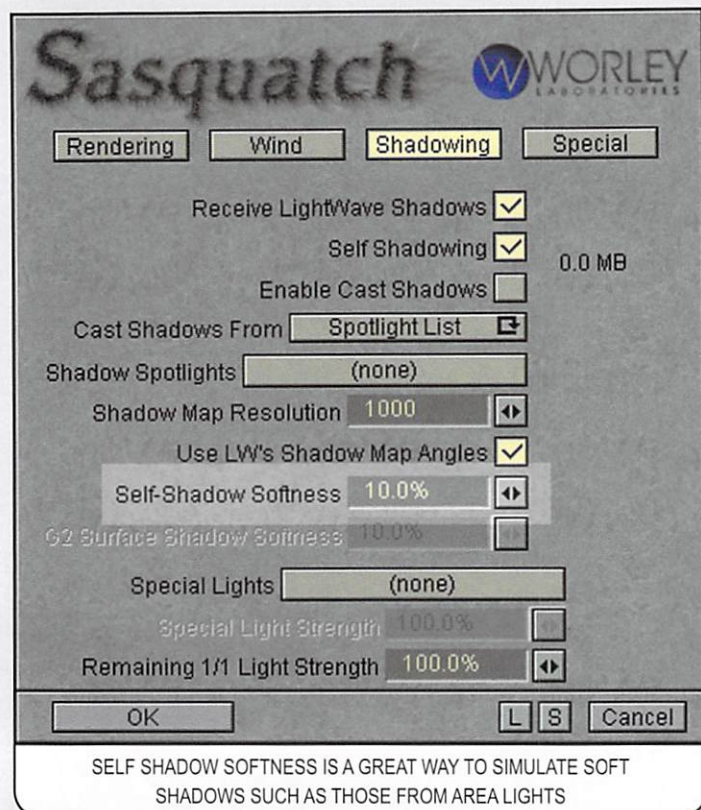 Sasquatch
WORLEY
LABORATORIES
Rendering Wind Shadowing Special
Receive LightWave Shadows
Self Shadowing
0.0 MB
Enable Cast Shadows
Cast Shadows From Spotlight List
Shadow Spotlights (none)
Shadow Map Resolution 1000
Use LW's Shadow Map Angles
Self-Shadow Softness 10.0%
G2 Surface Shadow Softness 10.0%
Special Lights (none)
Special Light Strength 100.0%
Remaining 1/1 Light Strength 100.0%
OK L S Cancel
SELF SHADOW SOFTNESS IS A GREAT WAY TO SIMULATE SOFT
SHADOWS SUCH AS THOSE FROM AREA LIGHTS